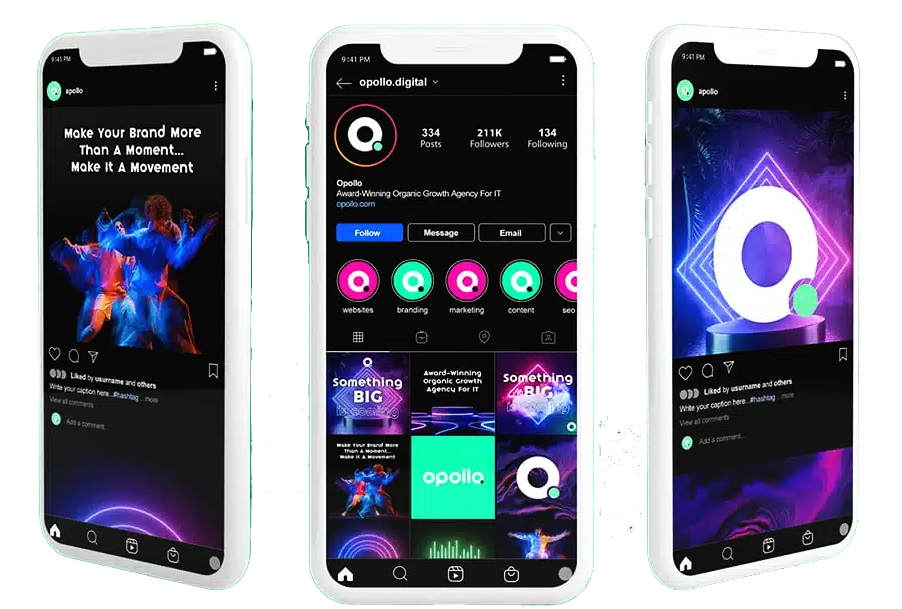 9:41 PM
apollo
Make Your Brand More
Than A Moment...
Make It A Movement
Liked by usurname and others
Write your caption here...#hashtag ...more
View all comments
Add a comment...
9:41 PM
opollo.digital
334
Posts
211K
Followers
134
Following
Opollo
Award-Winning Organic Growth Agency For IT
opollo.com
Follow
Message
Email
websites
branding
marketing
content
seo
Something
BIG
is coming
Award-Winning
Organic Growth
Agency For IT
Something
BIG
is coming
Make Your Brand More
Than A Moment...
Make It A Movement
opollo.
9:41 PM
apollo
Liked by usurname and others
Write your caption here...#hashtag ...more
View all comments
Add a comment...